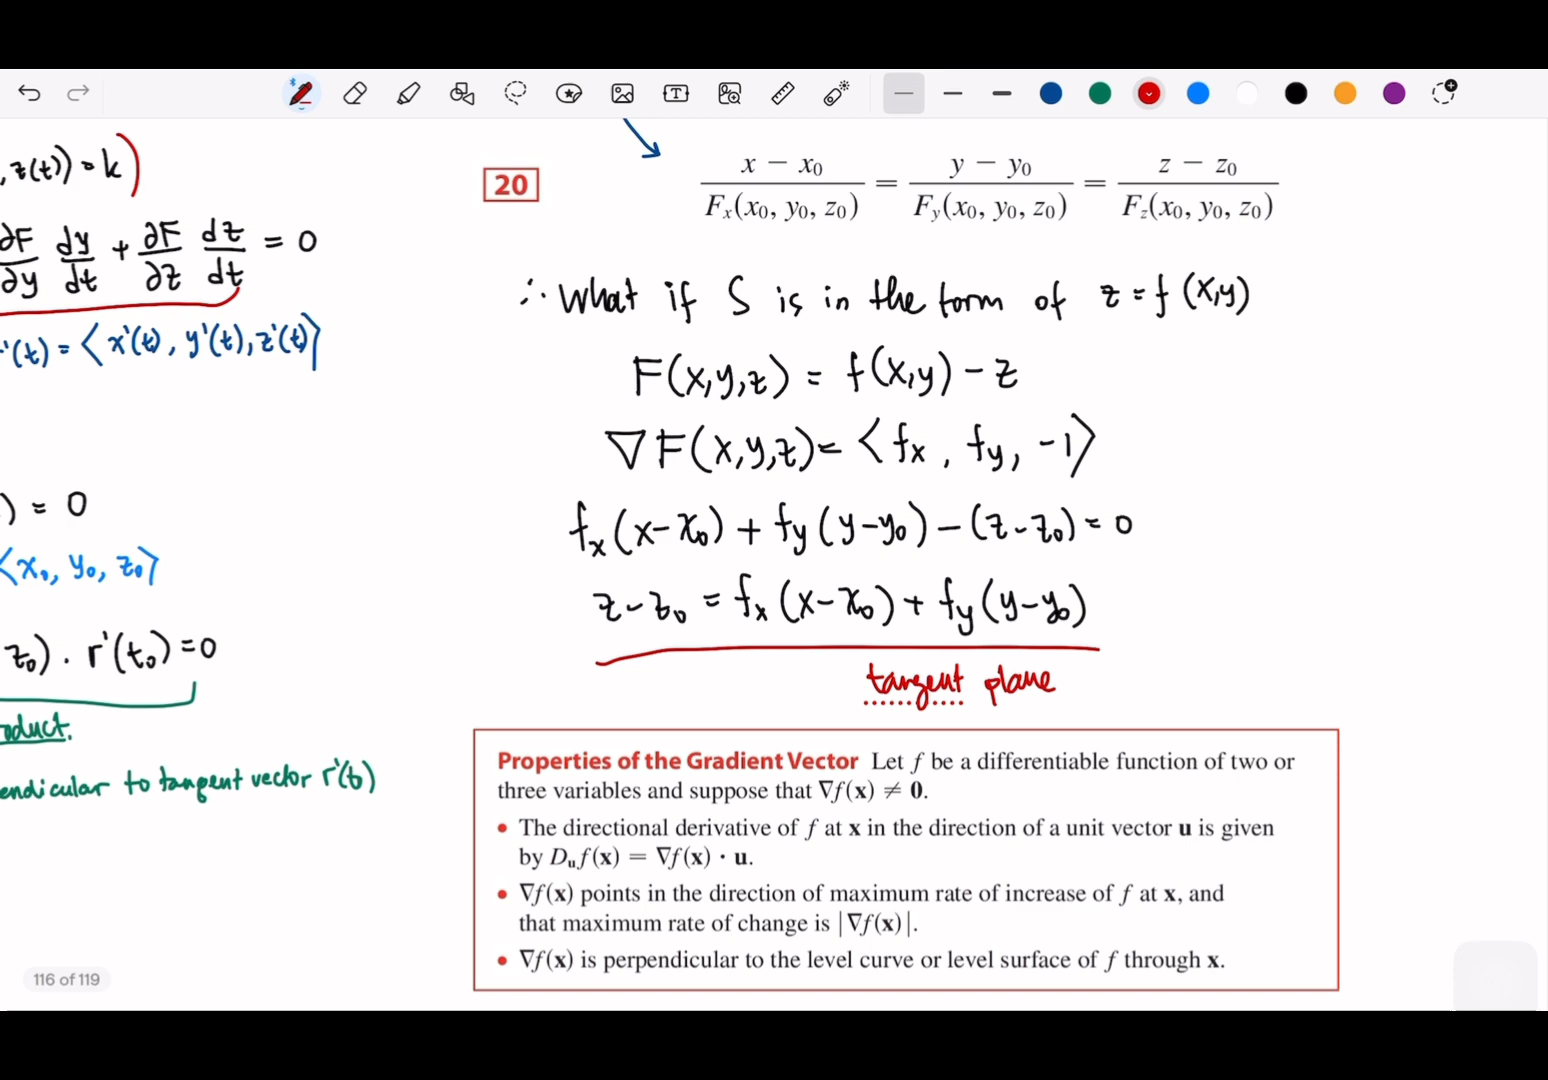 , z(t)) = k)
∂F/∂y dy/dt + ∂F/∂z dz/dt = 0
r'(t) = ⟨x'(t), y'(t), z'(t)⟩
) = 0
⟨x₀, y₀, z₀⟩
z₀) · r'(t₀) = 0
oduct.
endicular to tangent vector r'(t)
116 of 119
20
(x − x₀)/Fₓ(x₀, y₀, z₀) = (y − y₀)/F_y(x₀, y₀, z₀) = (z − z₀)/F_z(x₀, y₀, z₀)
∴ What if S is in the form of z = f(x,y)
F(x,y,z) = f(x,y) − z
∇F(x,y,z) = ⟨fₓ, f_y, −1⟩
fₓ(x−x₀) + f_y(y−y₀) − (z−z₀) = 0
z−z₀ = fₓ(x−x₀) + f_y(y−y₀)
tangent plane
Properties of the Gradient Vector Let f be a differentiable function of two or
three variables and suppose that ∇f(x) ≠ 0.
• The directional derivative of f at x in the direction of a unit vector u is given
by Dᵤf(x) = ∇f(x) · u.
• ∇f(x) points in the direction of maximum rate of increase of f at x, and
that maximum rate of change is |∇f(x)|.
• ∇f(x) is perpendicular to the level curve or level surface of f through x.